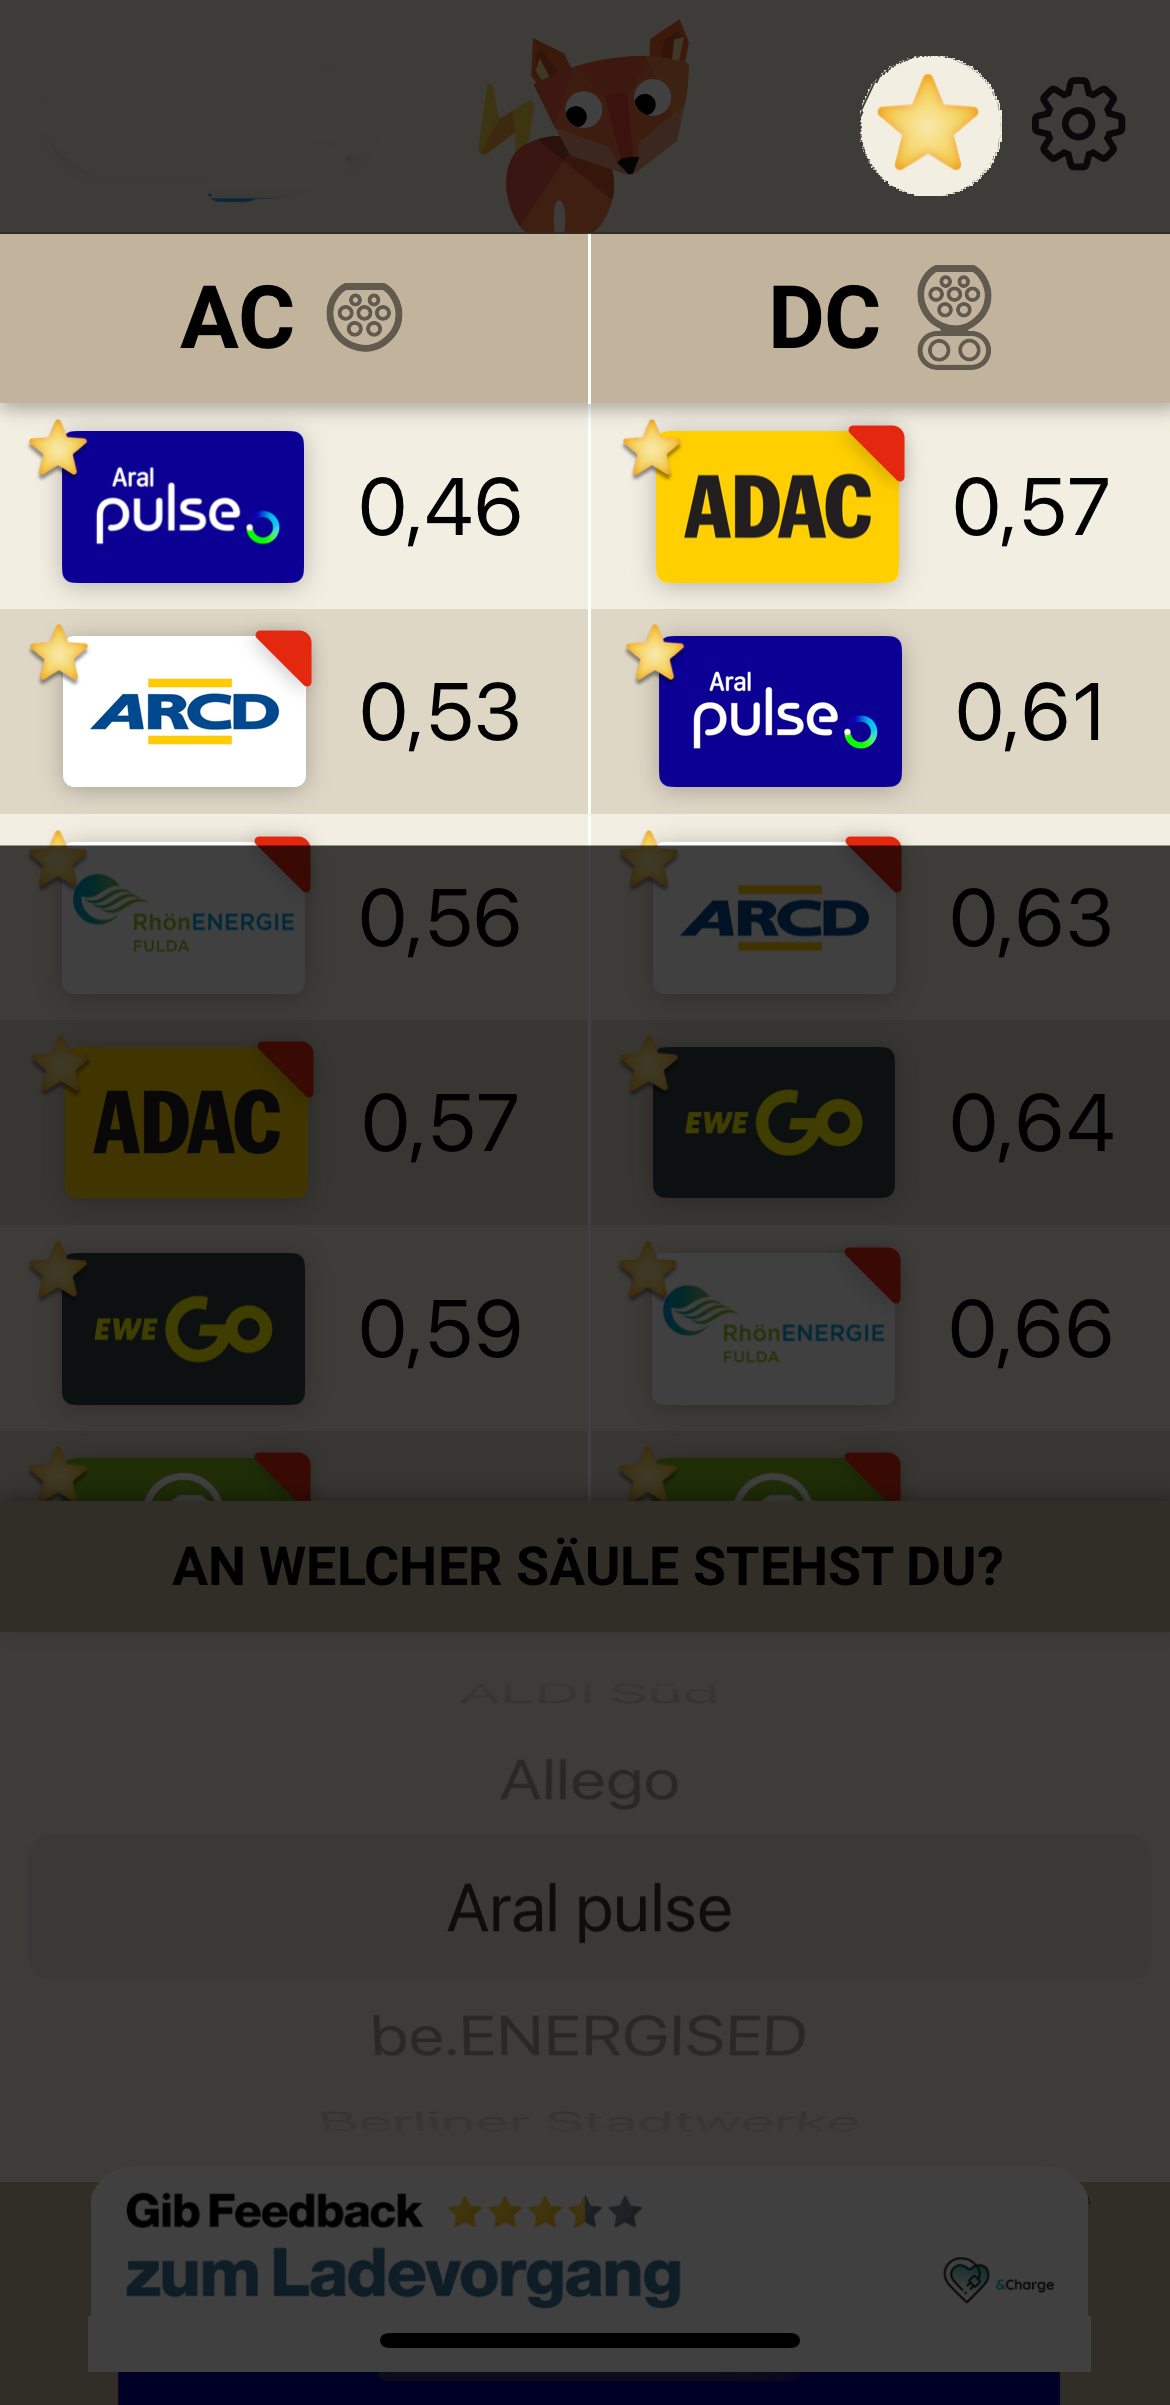 AC DC
Aral pulse 0,46 ADAC 0,57
ARCD 0,53 Aral pulse 0,61
RhönENERGIE FULDA 0,56 ARCD 0,63
ADAC 0,57 EWE Go 0,64
EWE Go 0,59 RhönENERGIE FULDA 0,66
AN WELCHER SÄULE STEHST DU?
ALDI Süd
Allego
Aral pulse
be.ENERGISED
Berliner Stadtwerke
Gib Feedback
zum Ladevorgang
&Charge